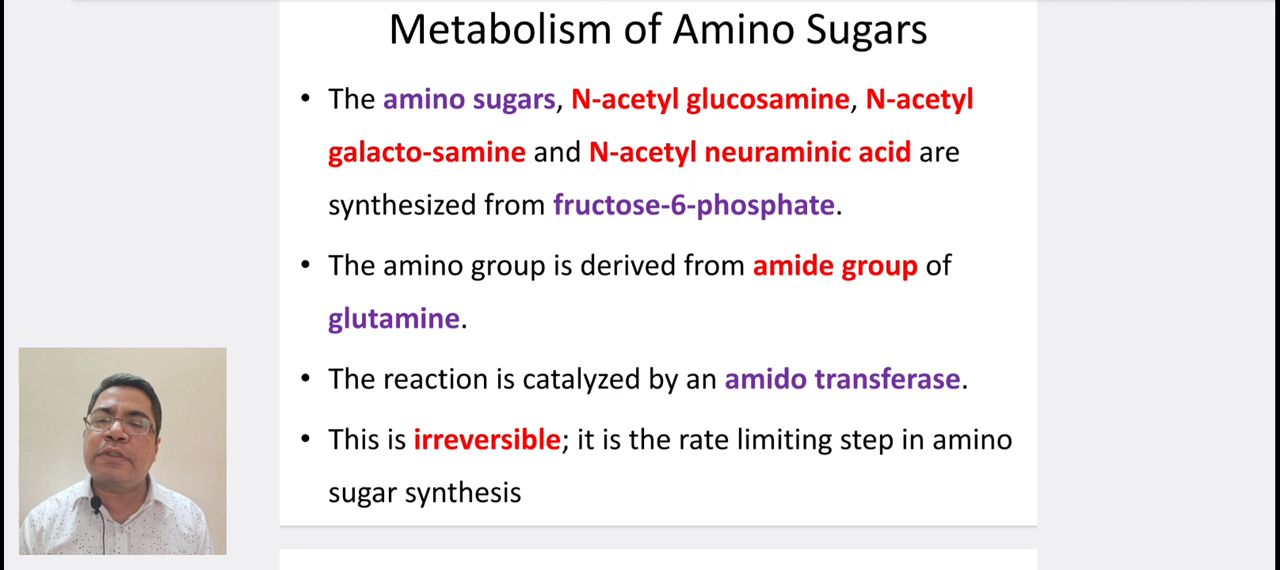 Metabolism of Amino Sugars
• The amino sugars, N-acetyl glucosamine, N-acetyl
galacto-samine and N-acetyl neuraminic acid are
synthesized from fructose-6-phosphate.
• The amino group is derived from amide group of
glutamine.
• The reaction is catalyzed by an amido transferase.
• This is irreversible; it is the rate limiting step in amino
sugar synthesis